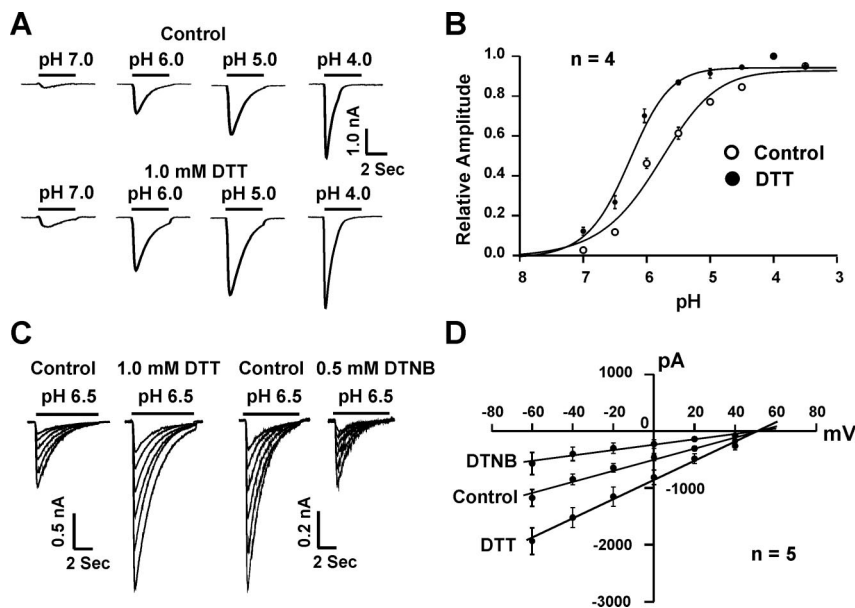 A
Control
pH 7.0 pH 6.0 pH 5.0 pH 4.0
1.0 nA
2 Sec
1.0 mM DTT
pH 7.0 pH 6.0 pH 5.0 pH 4.0
B
n = 4
Relative Amplitude
1.0
0.8
0.6
0.4
0.2
0.0
Control
DTT
8 7 6 5 4 3
pH
C
Control 1.0 mM DTT Control 0.5 mM DTNB
pH 6.5 pH 6.5 pH 6.5 pH 6.5
0.5 nA
2 Sec
0.2 nA
2 Sec
D
1000
pA
-80 -60 -40 -20 0 20 40 60 80
0
mV
DTNB
Control
DTT
-1000
-2000
-3000
n = 5